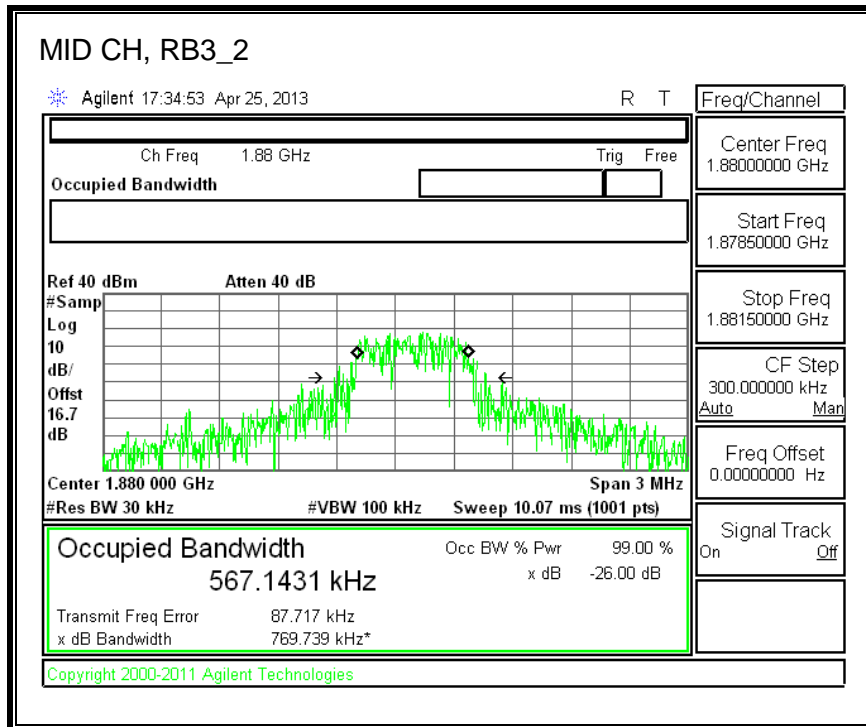 MID CH, RB3_2
Agilent 17:34:53 Apr 25, 2013 R T
Freq/Channel
Ch Freq 1.88 GHz Trig Free
Occupied Bandwidth
Center Freq
1.88000000 GHz
Start Freq
1.87850000 GHz
Stop Freq
1.88150000 GHz
CF Step
300.000000 kHz
Auto Man
Freq Offset
0.00000000 Hz
Signal Track
On Off
Ref 40 dBm Atten 40 dB
#Samp
Log
10
dB/
Offst
16.7
dB
Center 1.880 000 GHz Span 3 MHz
#Res BW 30 kHz #VBW 100 kHz Sweep 10.07 ms (1001 pts)
Occupied Bandwidth Occ BW % Pwr 99.00 %
567.1431 kHz x dB -26.00 dB
Transmit Freq Error 87.717 kHz
x dB Bandwidth 769.739 kHz*
Copyright 2000-2011 Agilent Technologies